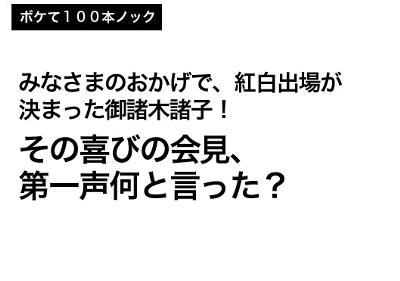 ボケて１００本ノック
みなさまのおかげで、紅白出場が
決まった御諸木諸子！
その喜びの会見、
第一声何と言った？